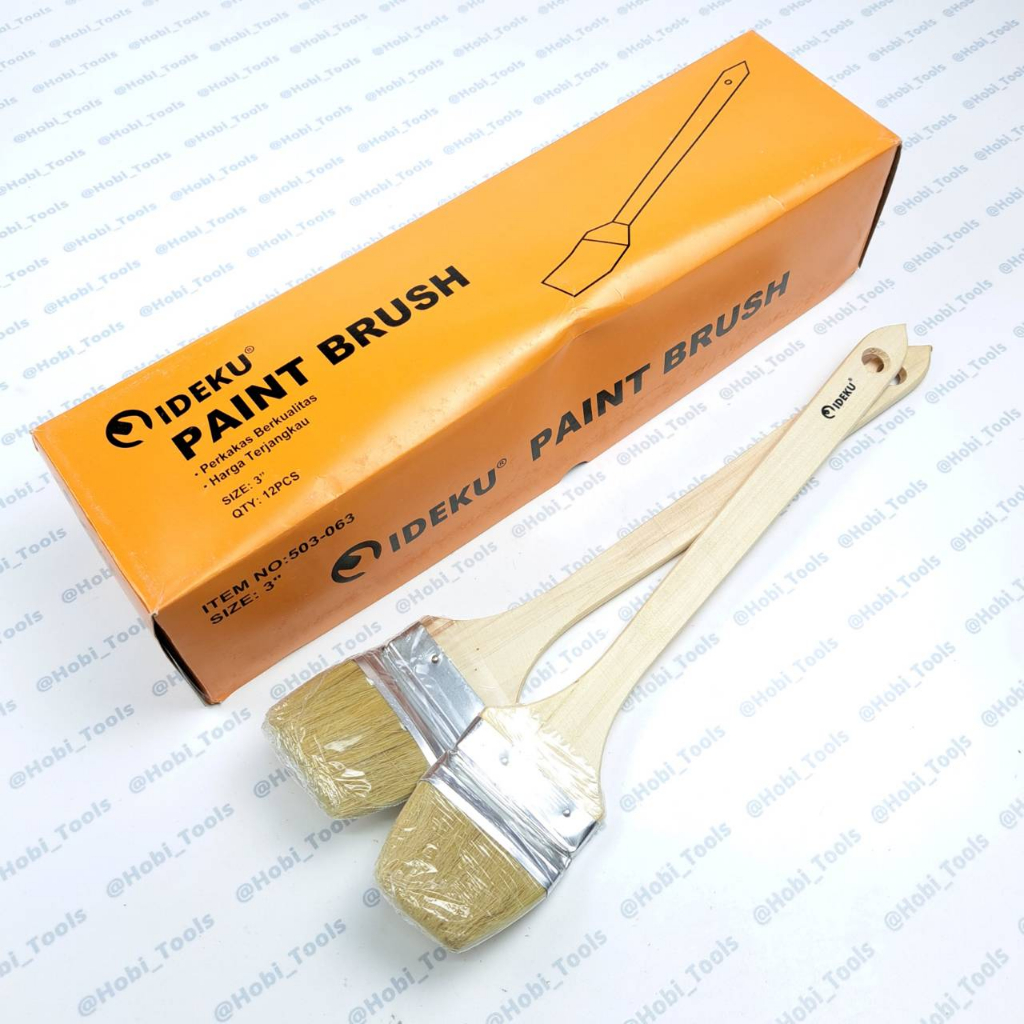 IDEKU®
PAINT BRUSH
• Perkakas Berkualitas
• Harga Terjangkau
SIZE: 3"
QTY: 12PCS
ITEM NO:503-063
SIZE: 3"
IDEKU® PAINT BRUSH
IDEKU®
@Hobi_Tools